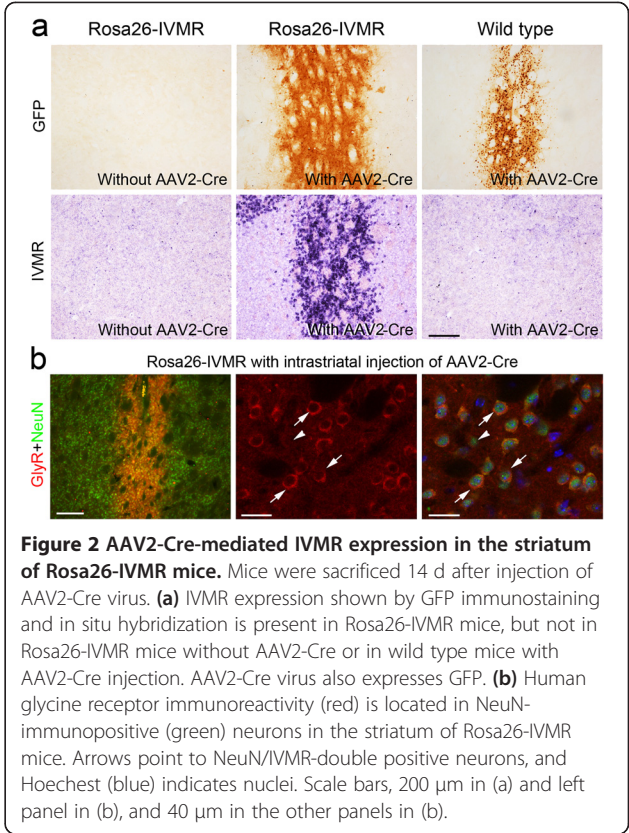 a
Rosa26-IVMR
Rosa26-IVMR
Wild type
GFP
Without AAV2-Cre
With AAV2-Cre
With AAV2-Cre
IVMR
Without AAV2-Cre
With AAV2-Cre
With AAV2-Cre
b
Rosa26-IVMR with intrastriatal injection of AAV2-Cre
GlyR+NeuN
Figure 2 AAV2-Cre-mediated IVMR expression in the striatum
of Rosa26-IVMR mice. Mice were sacrificed 14 d after injection of
AAV2-Cre virus. (a) IVMR expression shown by GFP immunostaining
and in situ hybridization is present in Rosa26-IVMR mice, but not in
Rosa26-IVMR mice without AAV2-Cre or in wild type mice with
AAV2-Cre injection. AAV2-Cre virus also expresses GFP. (b) Human
glycine receptor immunoreactivity (red) is located in NeuN-
immunopositive (green) neurons in the striatum of Rosa26-IVMR
mice. Arrows point to NeuN/IVMR-double positive neurons, and
Hoechest (blue) indicates nuclei. Scale bars, 200 μm in (a) and left
panel in (b), and 40 μm in the other panels in (b).